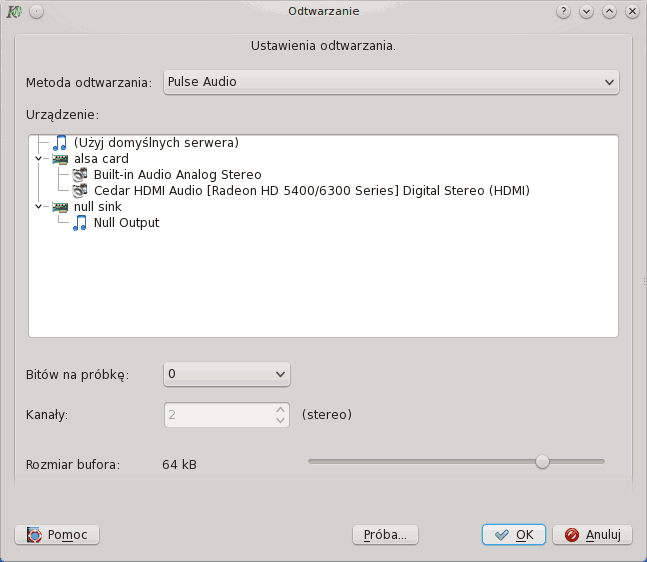 Odtwarzanie
Ustawienia odtwarzania.
Metoda odtwarzania: Pulse Audio
Urządzenie:
(Użyj domyślnych serwera)
alsa card
Built-in Audio Analog Stereo
Cedar HDMI Audio [Radeon HD 5400/6300 Series] Digital Stereo (HDMI)
null sink
Null Output
Bitów na próbkę: 0
Kanały: 2 (stereo)
Rozmiar bufora: 64 kB
Pomoc Próba... OK Anuluj